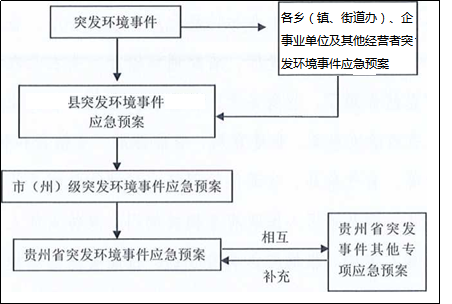 突发环境事件
各乡（镇、街道办）、企
事业单位及其他经营者突
发环境事件应急预案
县突发环境事件
应急预案
市（州）级突发环境事件应急预案
贵州省突发环境事件应急预案
相互
补充
贵州省突发
事件其他专
项应急预案